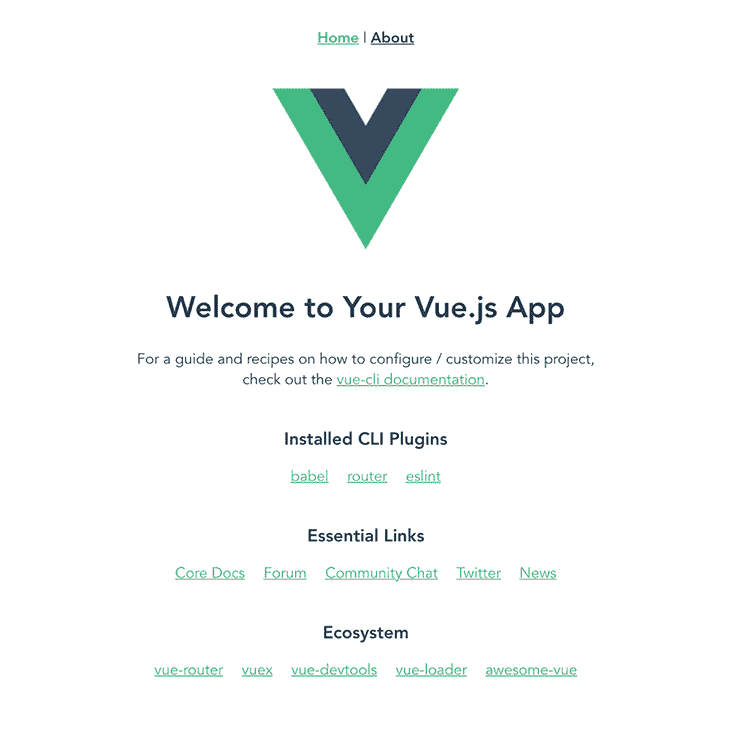 Home | About
Welcome to Your Vue.js App
For a guide and recipes on how to configure / customize this project,
check out the vue-cli documentation.
Installed CLI Plugins
babel router eslint
Essential Links
Core Docs Forum Community Chat Twitter News
Ecosystem
vue-router vuex vue-devtools vue-loader awesome-vue